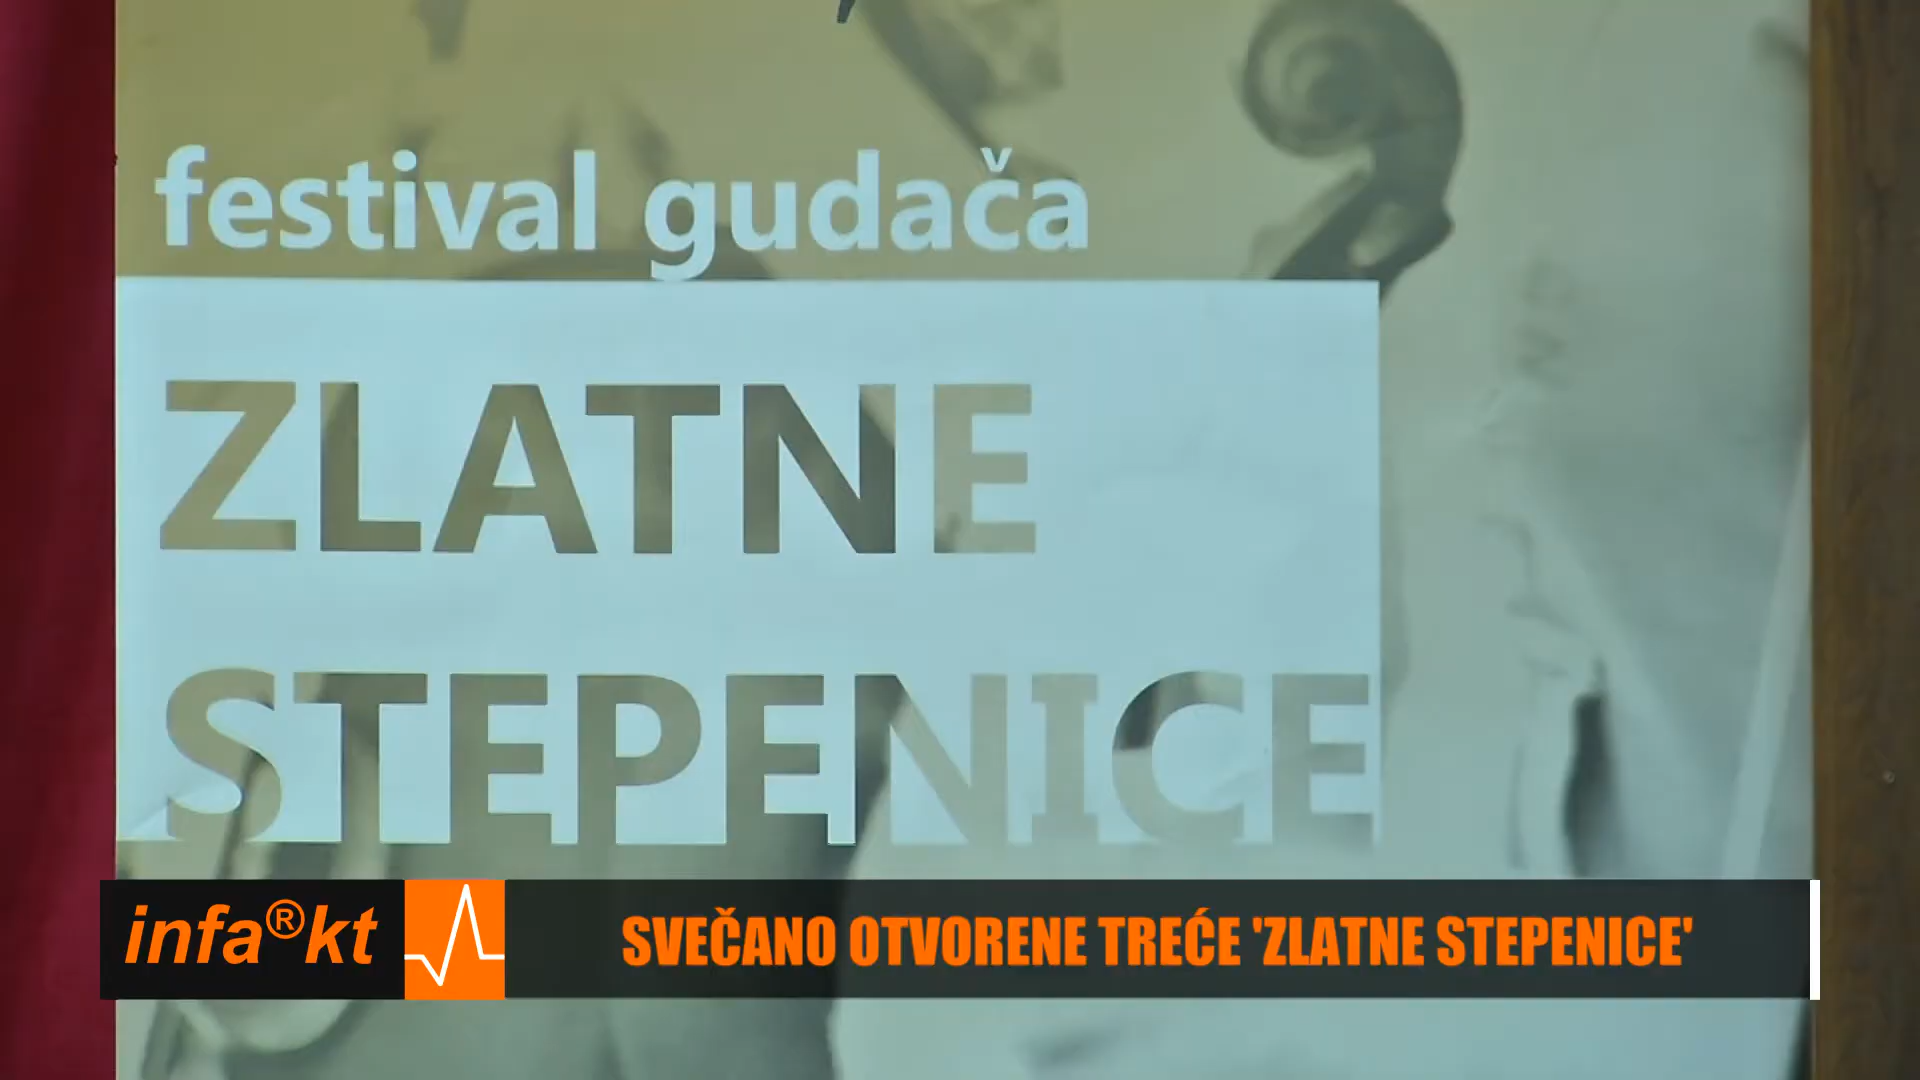 festival gudača
ZLATNE
STEPENICE
infa®kt
SVEČANO OTVORENE TREĆE 'ZLATNE STEPENICE'